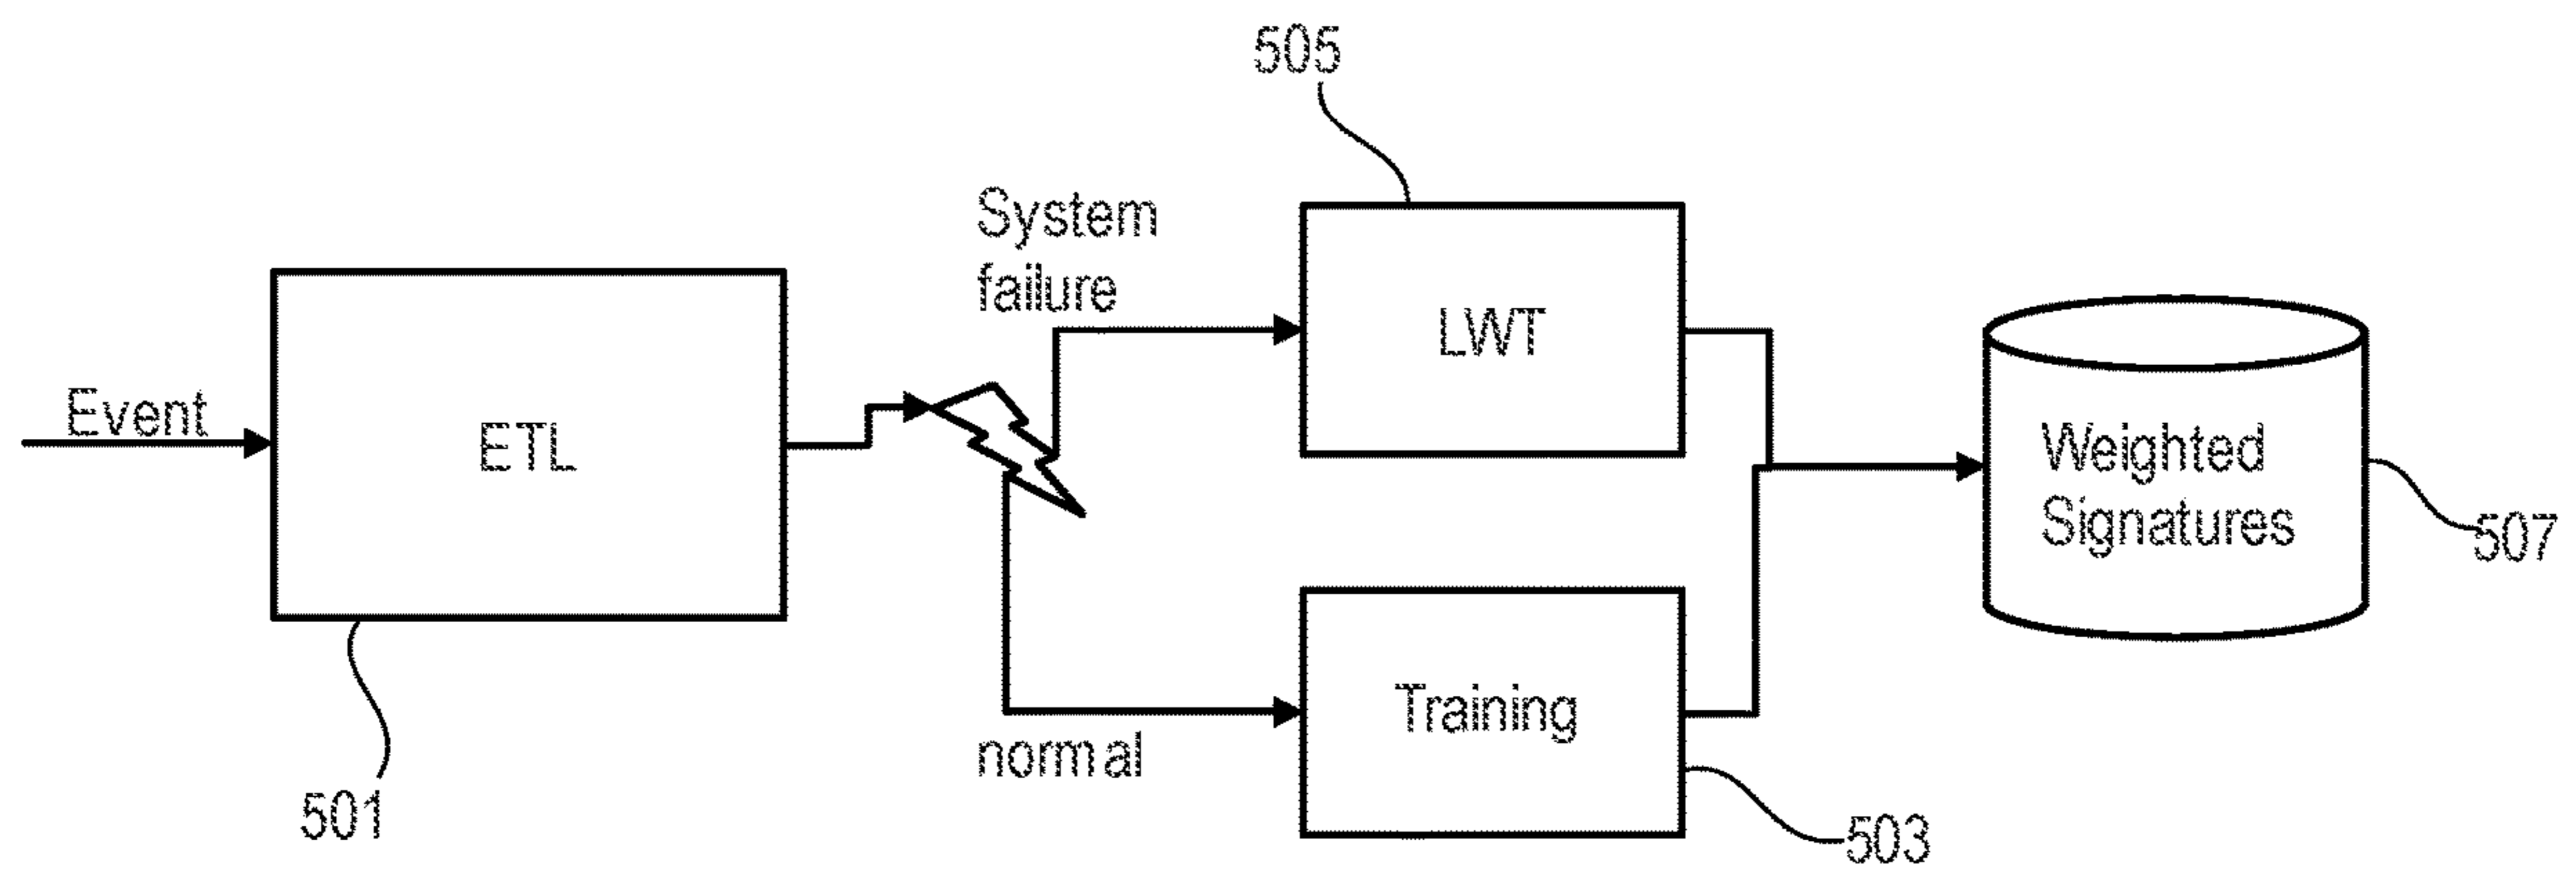 505
System
failure
LWT
Event
ETL
Weighted
Signatures
507
Training
normal
501
503